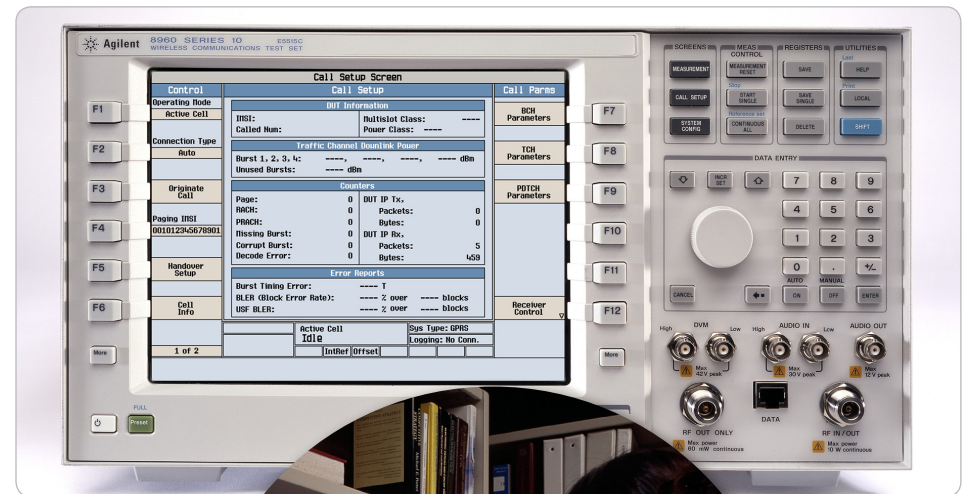 Agilent
8960 SERIES 10 E5515C
WIRELESS COMMUNICATIONS TEST SET
Call Setup Screen
Control
Operating Mode
Active Cell
Connection Type
Auto
Originate
Call
Paging IMSI
001012345678901
Handover
Setup
Cell
Info
1 of 2
Call Setup
DUT Information
IMSI: Multislot Class: ----
Called Num: Power Class: ----
Traffic Channel Downlink Power
Burst 1, 2, 3, 4: ----, ----, ----, ---- dBm
Unused Bursts: ---- dBm
Counters
Page: 0 DUT IP Tx,
RACH: 0 Packets: 0
PRACH: 0 Bytes: 0
Missing Burst: 0 DUT IP Rx,
Corrupt Burst: 0 Packets: 5
Decode Error: 0 Bytes: 459
Error Reports
Burst Timing Error: ---- T
BLER (Block Error Rate): ---- % over ---- blocks
USF BLER: ---- % over ---- blocks
Active Cell Sys Type: GPRS
Idle Logging: No Conn.
IntRef Offset
Call Parms
BCH
Parameters
TCH
Parameters
PDTCH
Parameters
Receiver
Control
F1
F2
F3
F4
F5
F6
More
FULL
Preset
F7
F8
F9
F10
F11
F12
More
SCREENS MEAS CONTROL REGISTERS UTILITIES
Last
MEASUREMENT MEASUREMENT RESET SAVE HELP
Stop Print
CALL SETUP START SINGLE SAVE SINGLE LOCAL
Reference set
SYSTEM CONFIG CONTINUOUS ALL DELETE SHIFT
DATA ENTRY
INCR SET 7 8 9
4 5 6
1 2 3
0 . +/-
AUTO MANUAL
CANCEL ON OFF ENTER
High DVM Low High AUDIO IN Low AUDIO OUT
Max 42 V peak
Max 30 V peak
Max 12 V peak
RF OUT ONLY DATA RF IN/OUT
Max power 60 mW continuous
Max power 10 W continuous